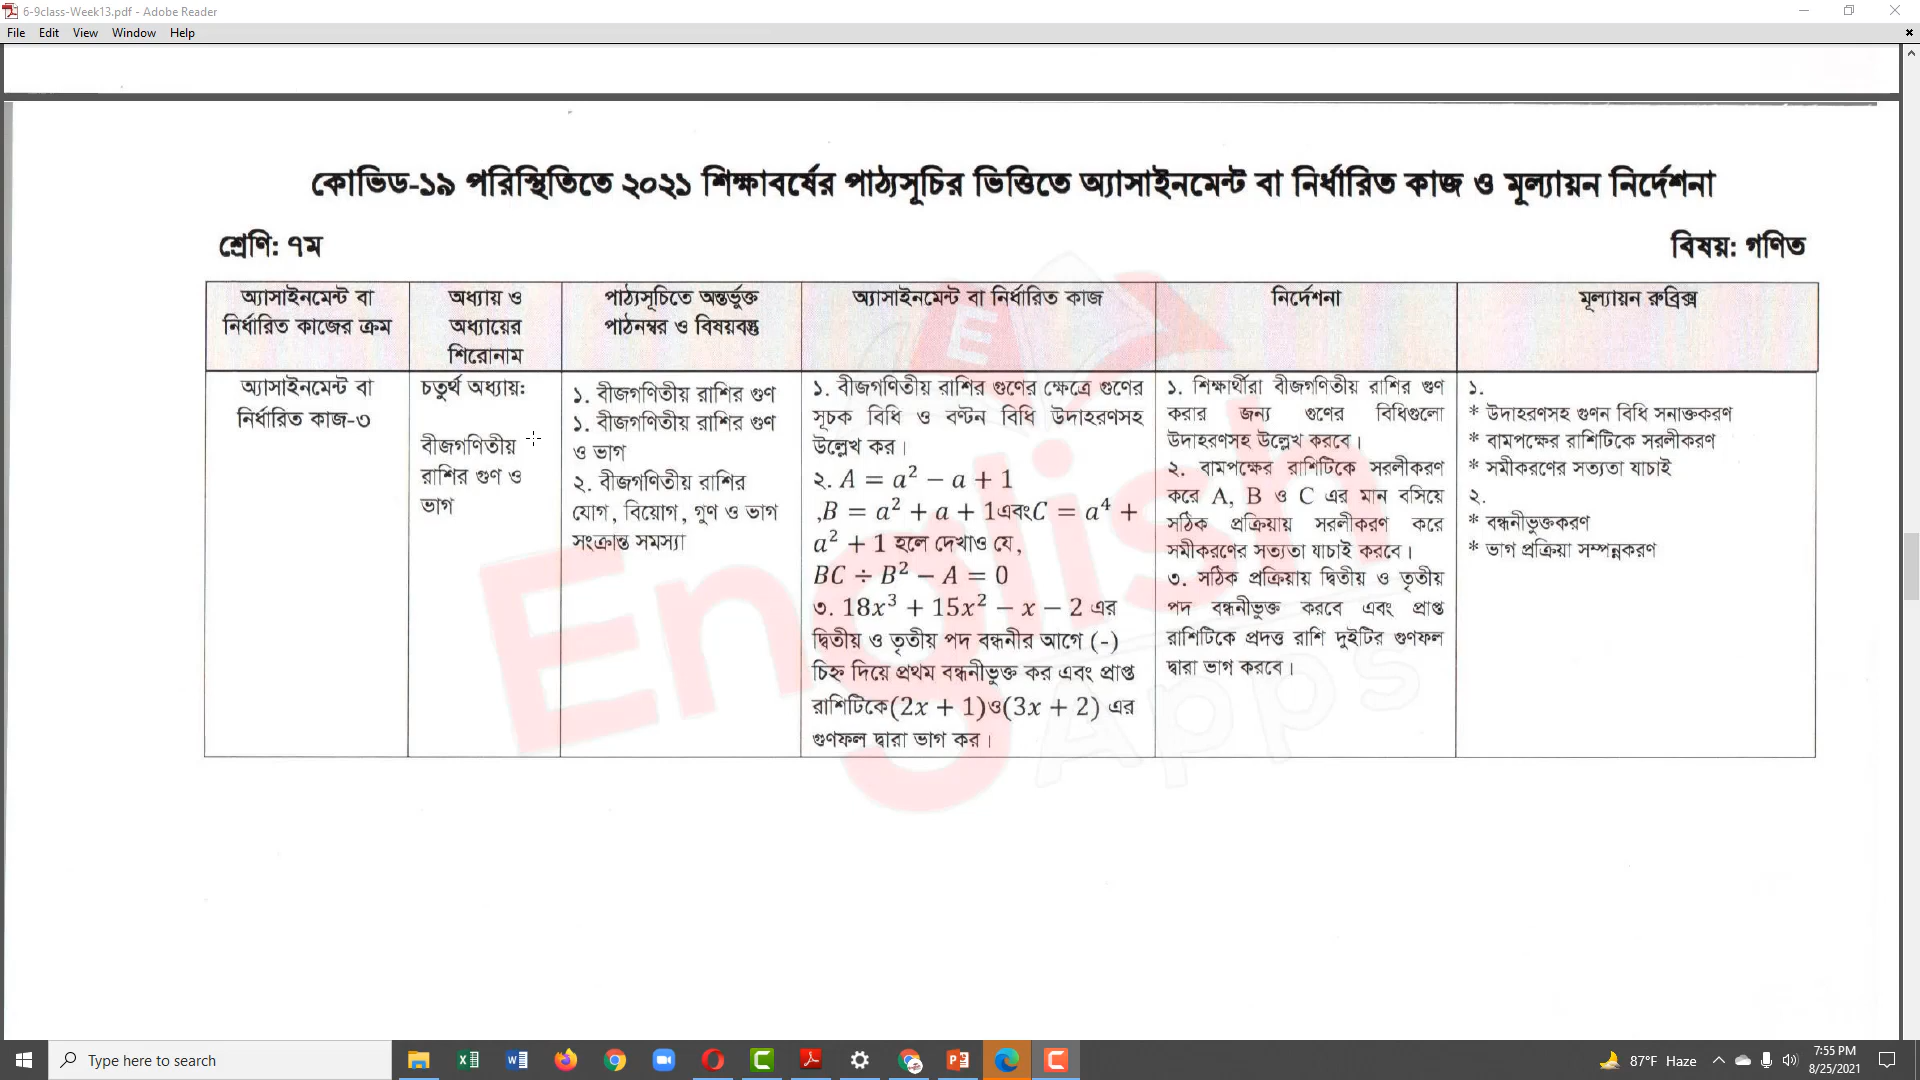 6-9class-Week13.pdf - Adobe Reader
File Edit View Window Help
কোভিড-১৯ পরিস্থিতিতে ২০২১ শিক্ষাবর্ষের পাঠ্যসূচির ভিত্তিতে অ্যাসাইনমেন্ট বা নির্ধারিত কাজ ও মূল্যায়ন নির্দেশনা
শ্রেণি: ৭ম
বিষয়: গণিত
অ্যাসাইনমেন্ট বা
নির্ধারিত কাজের ক্রম
অধ্যায় ও
অধ্যায়ের
শিরোনাম
পাঠ্যসূচিতে অন্তর্ভুক্ত
পাঠনম্বর ও বিষয়বস্তু
অ্যাসাইনমেন্ট বা নির্ধারিত কাজ
নির্দেশনা
মূল্যায়ন রুব্রিক্স
অ্যাসাইনমেন্ট বা
নির্ধারিত কাজ-৩
চতুর্থ অধ্যায়:
বীজগণিতীয়
রাশির গুণ ও
ভাগ
১. বীজগণিতীয় রাশির গুণ
১. বীজগণিতীয় রাশির গুণ
ও ভাগ
২. বীজগণিতীয় রাশির
যোগ, বিয়োগ, গুণ ও ভাগ
সংক্রান্ত সমস্যা
১. বীজগণিতীয় রাশির গুণের ক্ষেত্রে গুণের
সূচক বিধি ও বণ্টন বিধি উদাহরণসহ
উল্লেখ কর।
২. A = a² − a + 1
,B = a² + a + 1এবংC = a⁴ +
a² + 1 হলে দেখাও যে,
BC ÷ B² − A = 0
৩. 18x³ + 15x² − x − 2 এর
দ্বিতীয় ও তৃতীয় পদ বন্ধনীর আগে (-)
চিহ্ন দিয়ে প্রথম বন্ধনীভুক্ত কর এবং প্রাপ্ত
রাশিটিকে(2x + 1)ও(3x + 2) এর
গুণফল দ্বারা ভাগ কর।
১. শিক্ষার্থীরা বীজগণিতীয় রাশির গুণ
করার জন্য গুণের বিধিগুলো
উদাহরণসহ উল্লেখ করবে।
২. বামপক্ষের রাশিটিকে সরলীকরণ
করে A, B ও C এর মান বসিয়ে
সঠিক প্রক্রিয়ায় সরলীকরণ করে
সমীকরণের সত্যতা যাচাই করবে।
৩. সঠিক প্রক্রিয়ায় দ্বিতীয় ও তৃতীয়
পদ বন্ধনীভুক্ত করবে এবং প্রাপ্ত
রাশিটিকে প্রদত্ত রাশি দুইটির গুণফল
দ্বারা ভাগ করবে।
১.
* উদাহরণসহ গুণন বিধি সনাক্তকরণ
* বামপক্ষের রাশিটিকে সরলীকরণ
* সমীকরণের সত্যতা যাচাই
২.
* বন্ধনীভুক্তকরণ
* ভাগ প্রক্রিয়া সম্পন্নকরণ
E
English
Apps
Type here to search
87°F Haze
7:55 PM
8/25/2021